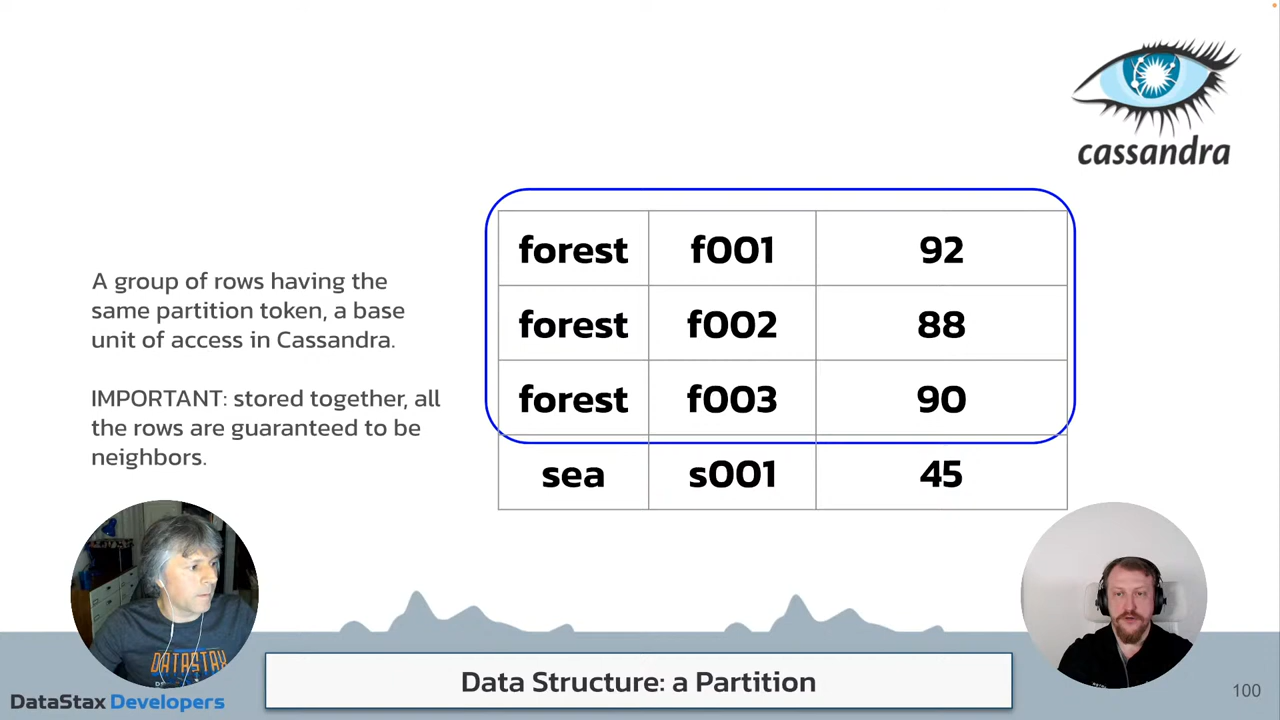 cassandra
A group of rows having the
same partition token, a base
unit of access in Cassandra.
IMPORTANT: stored together, all
the rows are guaranteed to be
neighbors.
forest f001 92
forest f002 88
forest f003 90
sea s001 45
DATASTAX
Data Structure: a Partition
DataStax Developers
100